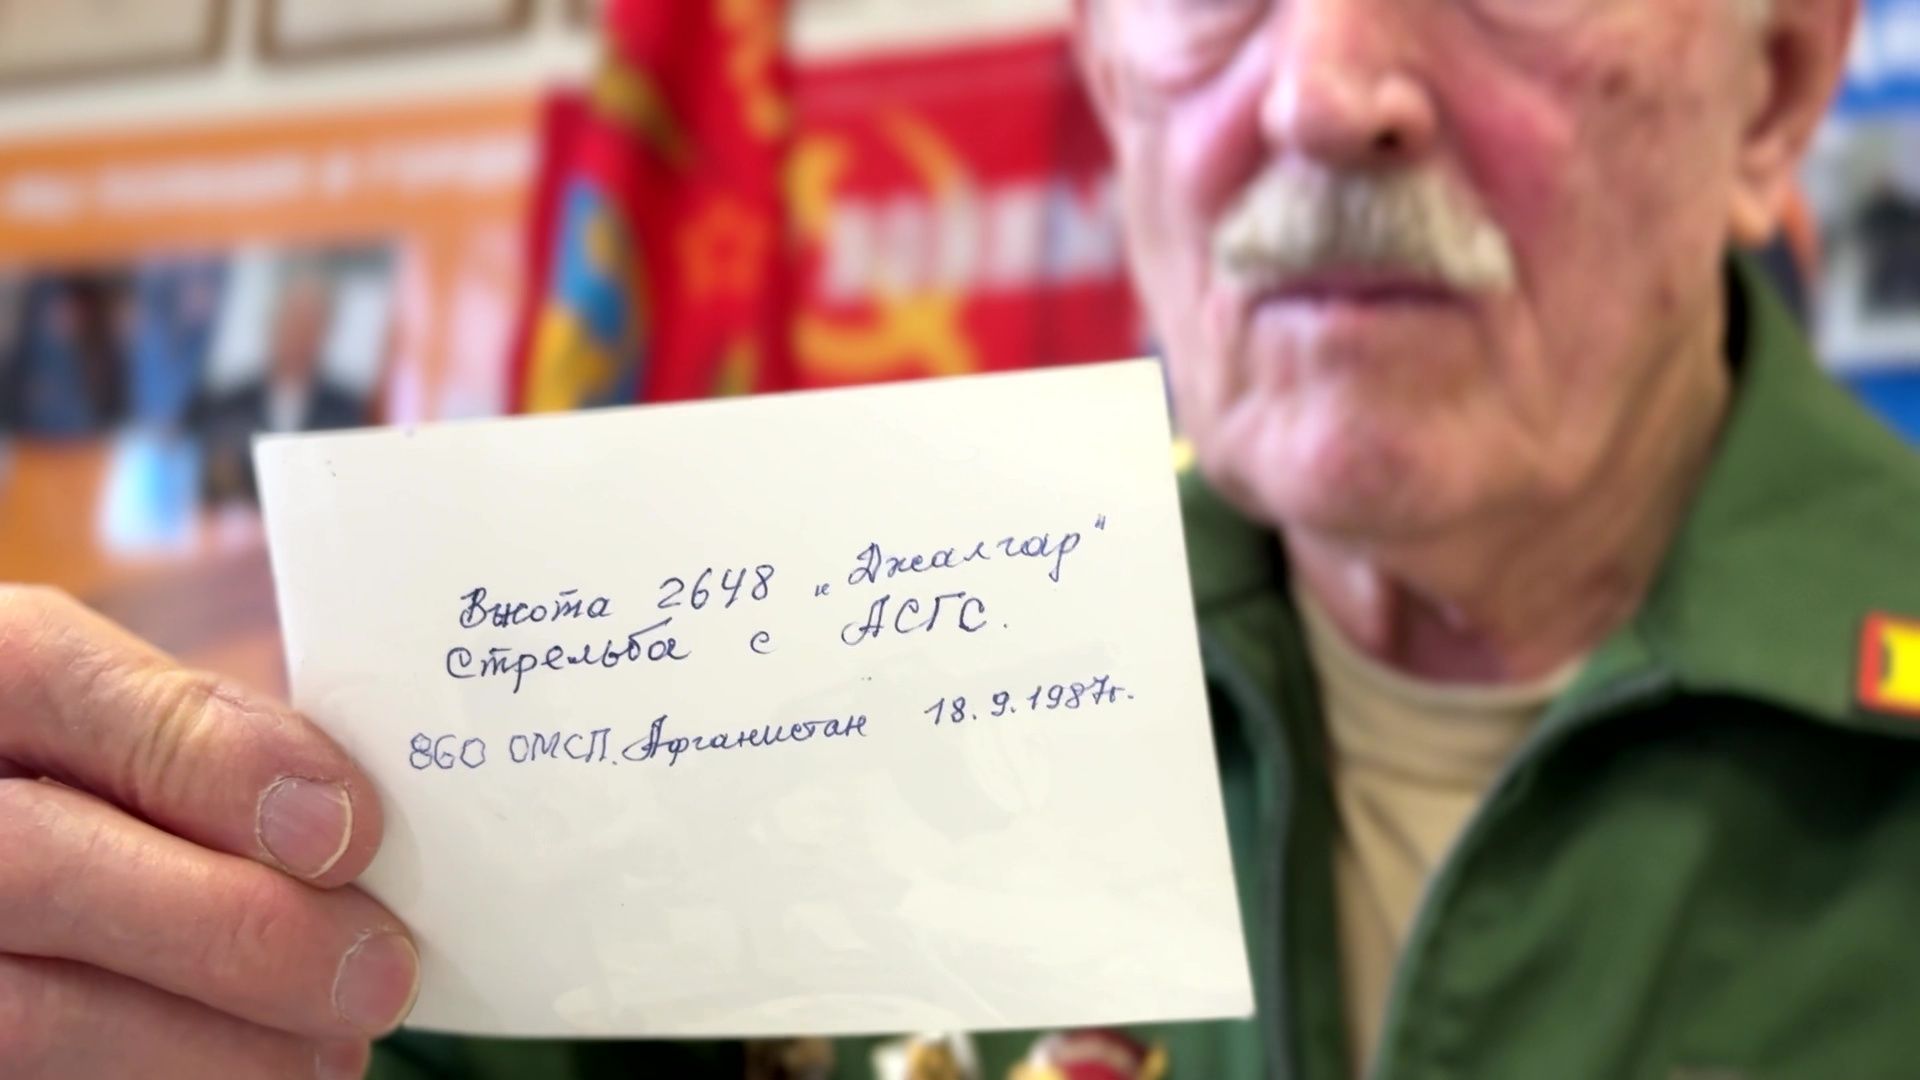 Высота 2648 „Джалгар"
Стрельба с АСГС.
860 ОМСП. Афганистан 18.9.1987г.